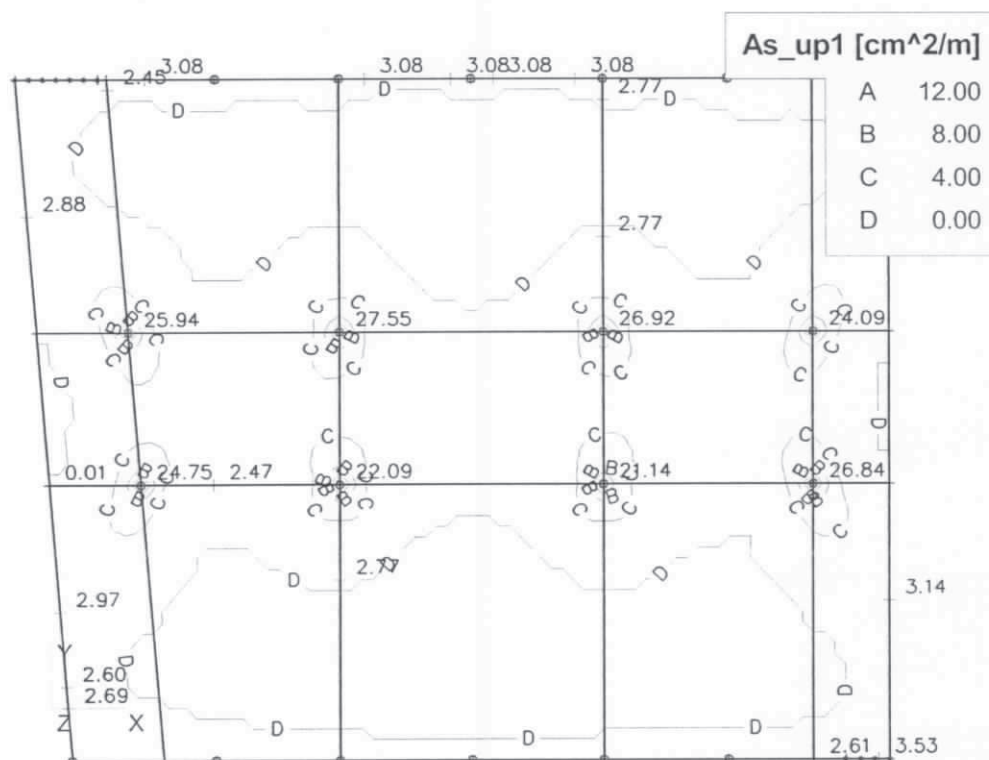 As_up1 [cm^2/m]
A 12.00
B 8.00
C 4.00
D 0.00
3.08 3.08 3.083.08 3.08
2.45 2.77
D D D
D
2.88 2.77
D D D
C C C C C C C C
B 25.94 27.55 26.92 24.09
B B C B B B B
C C C C C C C
D D
C C C C
C B C B B B B B
0.01 24.75 2.47 22.09 21.14 26.84
B C B B C B C B B
C C C C C
2.77
D D D
2.97 3.14
Y D
2.60
2.69 D
Z X
D D D
2.61 3.53